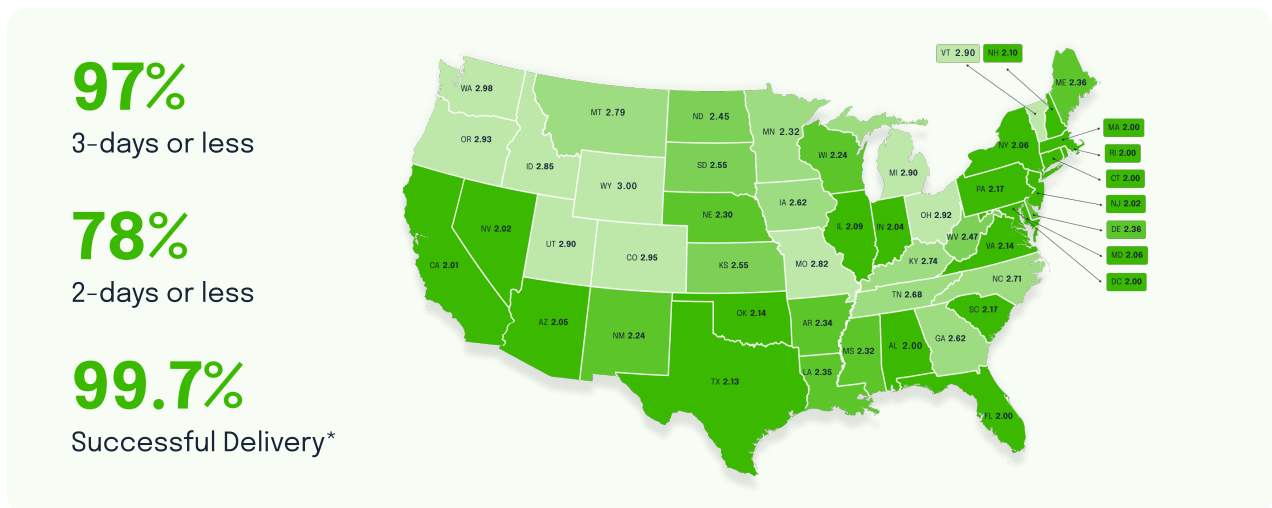 97%
3-days or less
78%
2-days or less
99.7%
Successful Delivery*
VT 2.90
NH 2.10
WA 2.98
MT 2.79
ND 2.45
MN 2.32
ME 2.36
OR 2.93
ID 2.85
WY 3.00
SD 2.55
WI 2.24
MI 2.90
NY 2.06
MA 2.00
RI 2.00
CT 2.00
NJ 2.02
DE 2.36
MD 2.06
DC 2.00
NV 2.02
UT 2.90
CO 2.95
NE 2.30
IA 2.62
IL 2.09
IN 2.04
OH 2.92
PA 2.17
WV 2.47
VA 2.14
CA 2.01
KS 2.55
MO 2.82
KY 2.74
NC 2.71
TN 2.68
SC 2.17
AZ 2.05
NM 2.24
OK 2.14
AR 2.34
MS 2.32
AL 2.00
GA 2.62
TX 2.13
LA 2.35
FL 2.00